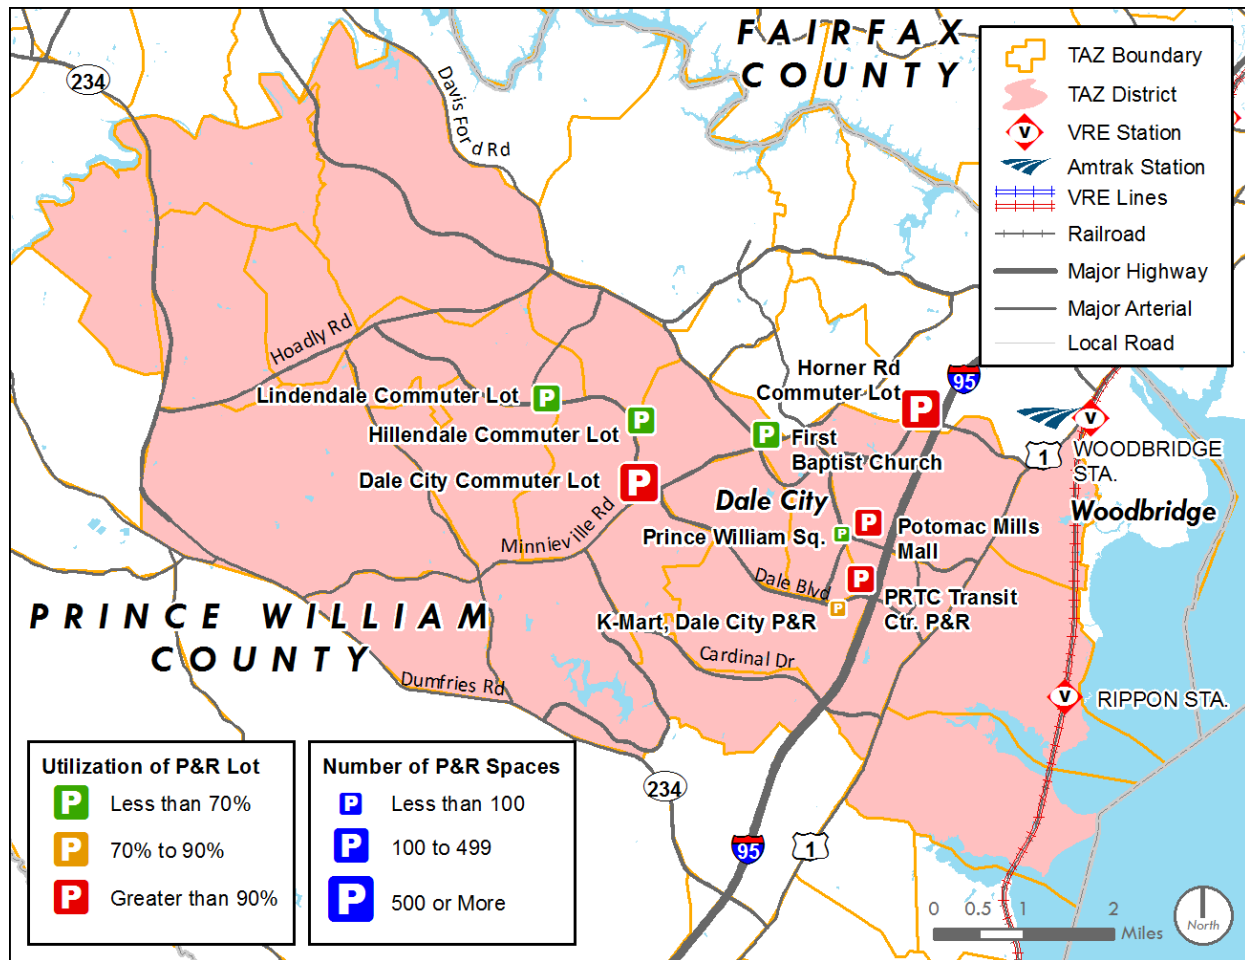 FAIRFAX
COUNTY
234
Davis Ford Rd
TAZ Boundary
TAZ District
V
VRE Station
Amtrak Station
VRE Lines
Railroad
Major Highway
Major Arterial
Local Road
Hoadly Rd
Horner Rd
Commuter Lot
P
95
Lindendale Commuter Lot
P
Hillendale Commuter Lot
P
P
First
Baptist Church
V
1
WOODBRIDGE
STA.
Dale City Commuter Lot
P
Dale City
Woodbridge
Minnieville Rd
Prince William Sq.
P
P
Potomac Mills
Mall
Dale Blvd
P
PRTC Transit
Ctr. P&R
K-Mart, Dale City P&R
P
PRINCE WILLIAM
COUNTY
Cardinal Dr
Dumfries Rd
V
RIPPON STA.
Utilization of P&R Lot
P
Less than 70%
P
70% to 90%
P
Greater than 90%
Number of P&R Spaces
P
Less than 100
P
100 to 499
P
500 or More
234
95
1
0 0.5 1 2
Miles
North